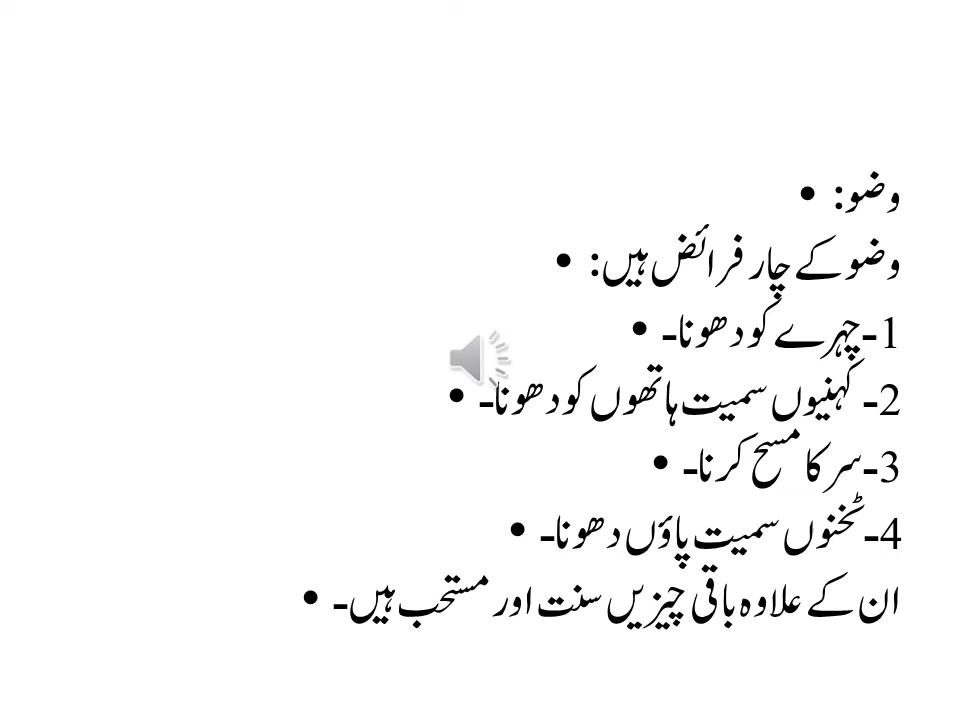 وضو: •
وضو کے چار فرائض ہیں: •
1۔چہرے کو دھونا۔ •
2۔ کہنیوں سمیت ہاتھوں کو دھونا۔ •
3۔سر کا مسح کرنا۔ •
4۔ٹخنوں سمیت پاؤں دھونا۔ •
ان کے علاوہ باقی چیزیں سنت اور مستحب ہیں۔ •